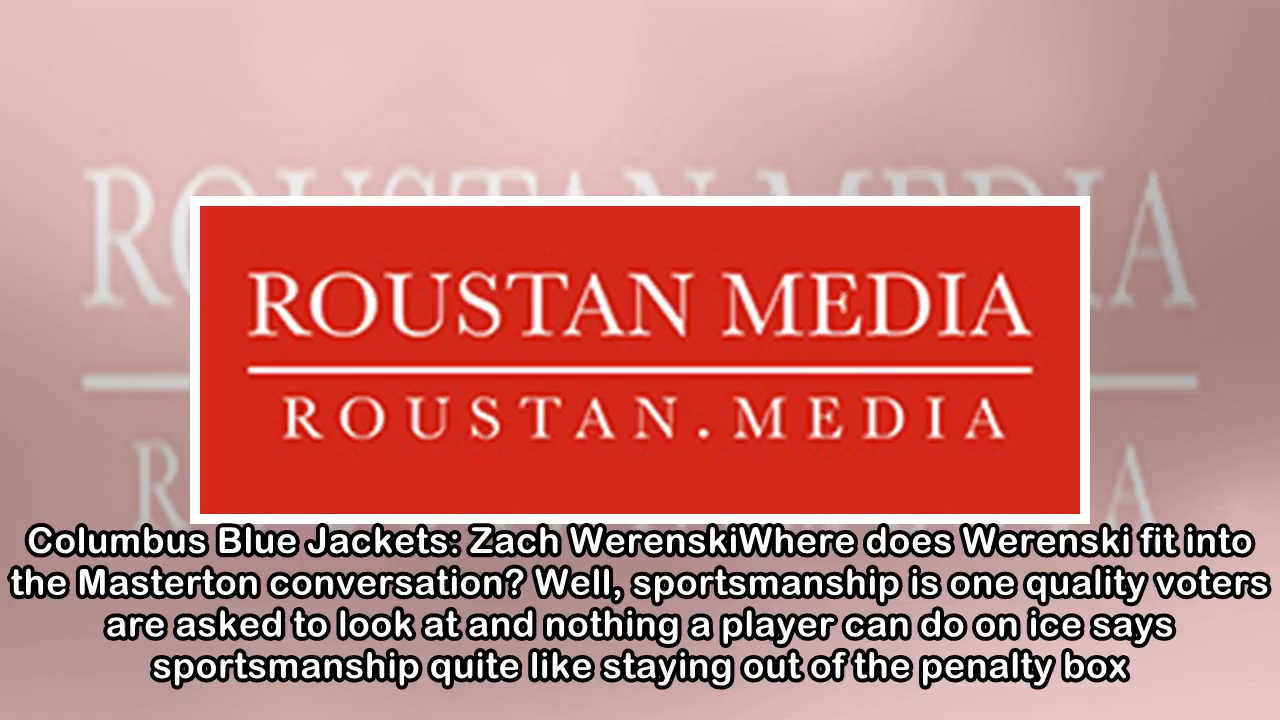 ROUSTAN MEDIA
ROUSTAN.MEDIA
Columbus Blue Jackets: Zach WerenskiWhere does Werenski fit into
the Masterton conversation? Well, sportsmanship is one quality voters
are asked to look at and nothing a player can do on ice says
sportsmanship quite like staying out of the penalty box